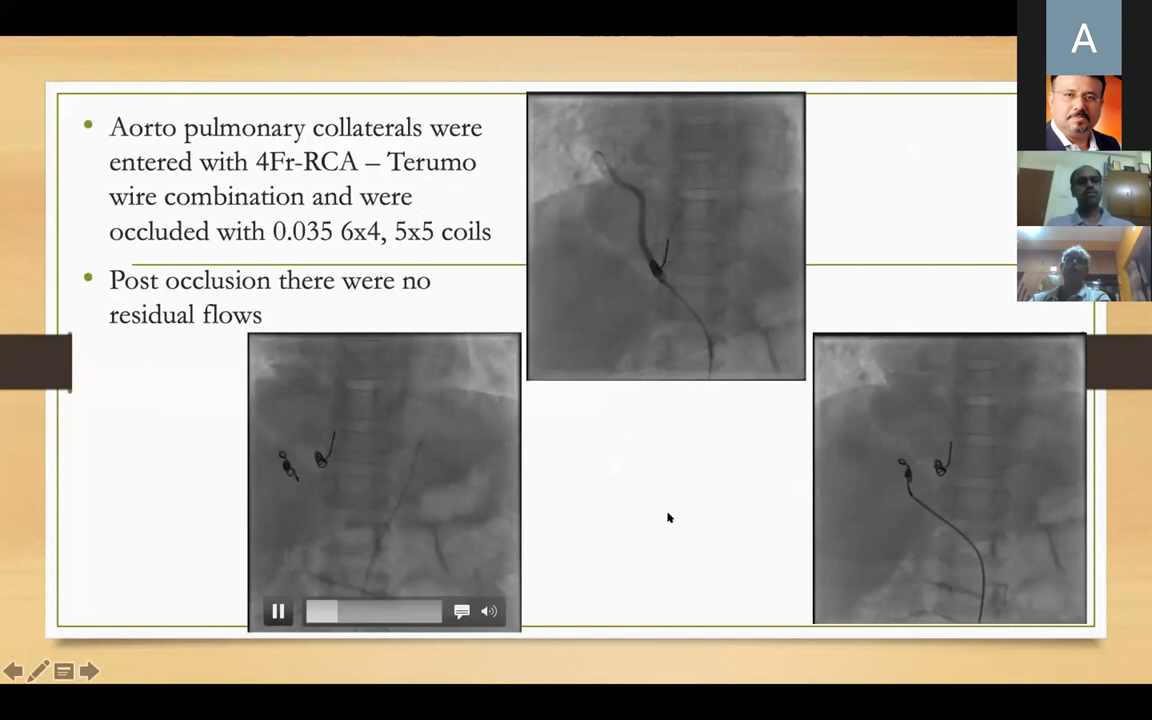 Aorto pulmonary collaterals were
entered with 4Fr-RCA – Terumo
wire combination and were
occluded with 0.035 6x4, 5x5 coils
Post occlusion there were no
residual flows
A